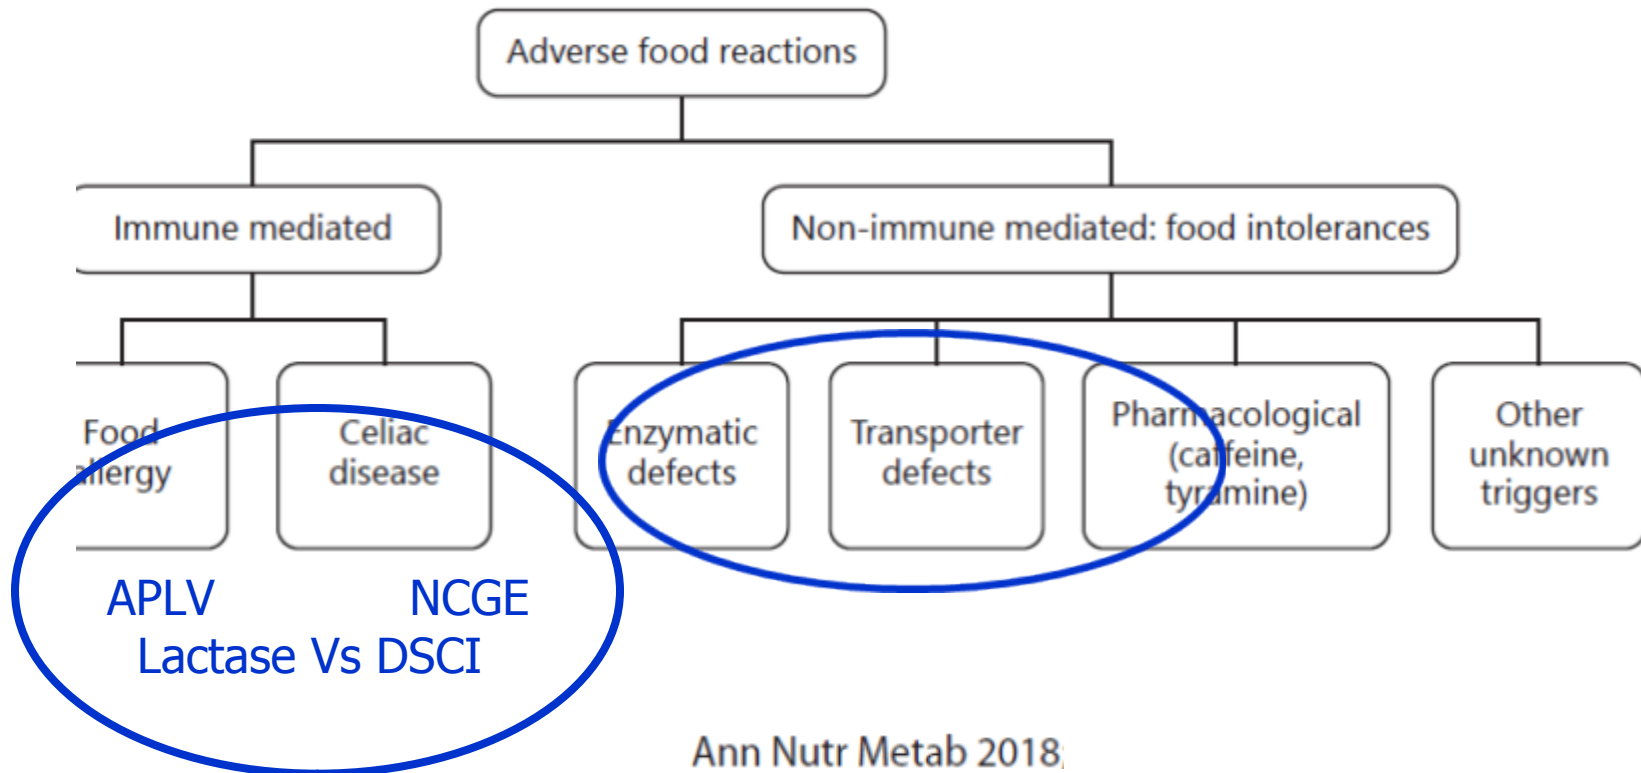 Adverse food reactions
Immune mediated
Non-immune mediated: food intolerances
Food
allergy
Celiac
disease
Enzymatic
defects
Transporter
defects
Pharmacological
(caffeine,
tyramine)
Other
unknown
triggers
APLV
NCGE
Lactase Vs DSCI
Ann Nutr Metab 2018;